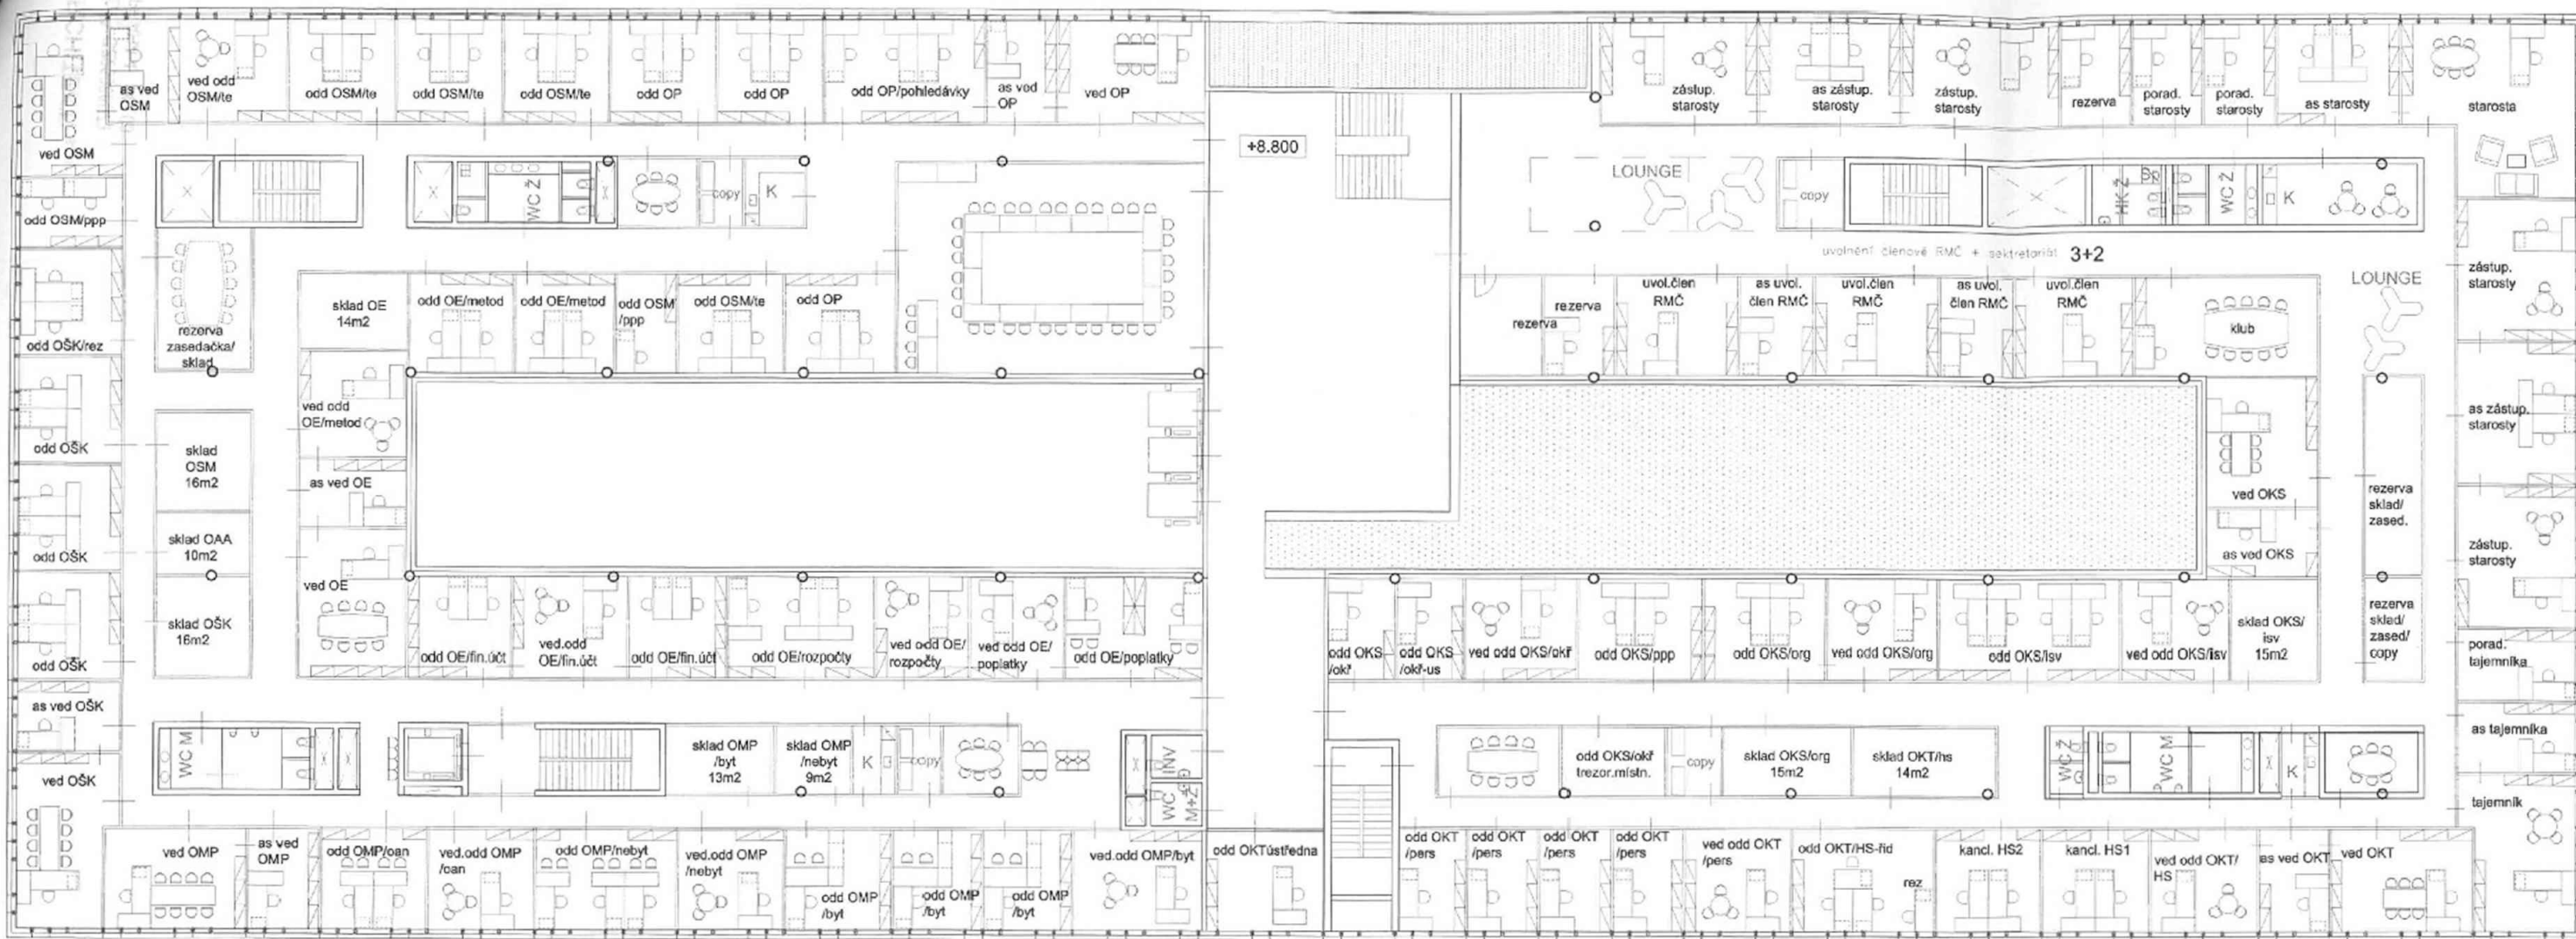 as ved
OSM
ved odd
OSM/te
odd OSM/te
odd OSM/te
odd OSM/te
odd OP
odd OP
odd OP/pohledávky
as ved
OP
ved OP
zástup.
starosty
as zástup.
starosty
zástup.
starosty
rezerva
porad.
starosty
porad.
starosty
as starosty
starosta
ved OSM
+8.800
odd OSM/ppp
WC Ž
copy
K
LOUNGE
copy
HK Ž
WC Ž
K
uvolnění členové RMČ + sektretariát 3+2
rezerva
zasedačka/
sklad
sklad OE
14m2
odd OE/metod
odd OE/metod
odd OSM
/ppp
odd OSM/te
odd OP
rezerva
rezerva
uvol.člen
RMČ
as uvol.
člen RMČ
uvol.člen
RMČ
as uvol.
člen RMČ
uvol.člen
RMČ
klub
LOUNGE
zástup.
starosty
odd OŠK/rez
ved odd
OE/metod
as zástup.
starosty
odd OŠK
sklad
OSM
16m2
as ved OE
ved OKS
rezerva
sklad/
zased.
odd OŠK
sklad OAA
10m2
as ved OKS
zástup.
starosty
ved OE
sklad OŠK
16m2
odd OŠK
odd OE/fin.účt
ved.odd
OE/fin.účt
odd OE/fin.účt
odd OE/rozpočty
ved odd OE/
rozpočty
ved odd OE/
poplatky
odd OE/poplatky
odd OKS
/okř
odd OKS
/okř-us
ved odd OKS/okř
odd OKS/ppp
odd OKS/org
ved odd OKS/org
odd OKS/isv
ved odd OKS/isv
sklad OKS/
isv
15m2
rezerva
sklad/
zased/
copy
porad.
tajemníka
as ved OŠK
WC M
sklad OMP
/byt
13m2
sklad OMP
/nebyt
9m2
K
copy
WC INV
WC M+Ž
odd OKS/okř
trezor.místn.
copy
sklad OKS/org
15m2
sklad OKT/hs
14m2
WC Ž
WC M
K
as tajemníka
ved OŠK
tajemník
ved OMP
as ved
OMP
odd OMP/oan
ved.odd OMP
/oan
odd OMP/nebyt
ved.odd OMP
/nebyt
odd OMP
/byt
odd OMP
/byt
odd OMP
/byt
ved.odd OMP/byt
odd OKTústředna
odd OKT
/pers
odd OKT
/pers
odd OKT
/pers
odd OKT
/pers
ved odd OKT
/pers
odd OKT/HS-řid
rez
kancl. HS2
kancl. HS1
ved odd OKT/
HS
as ved OKT
ved OKT